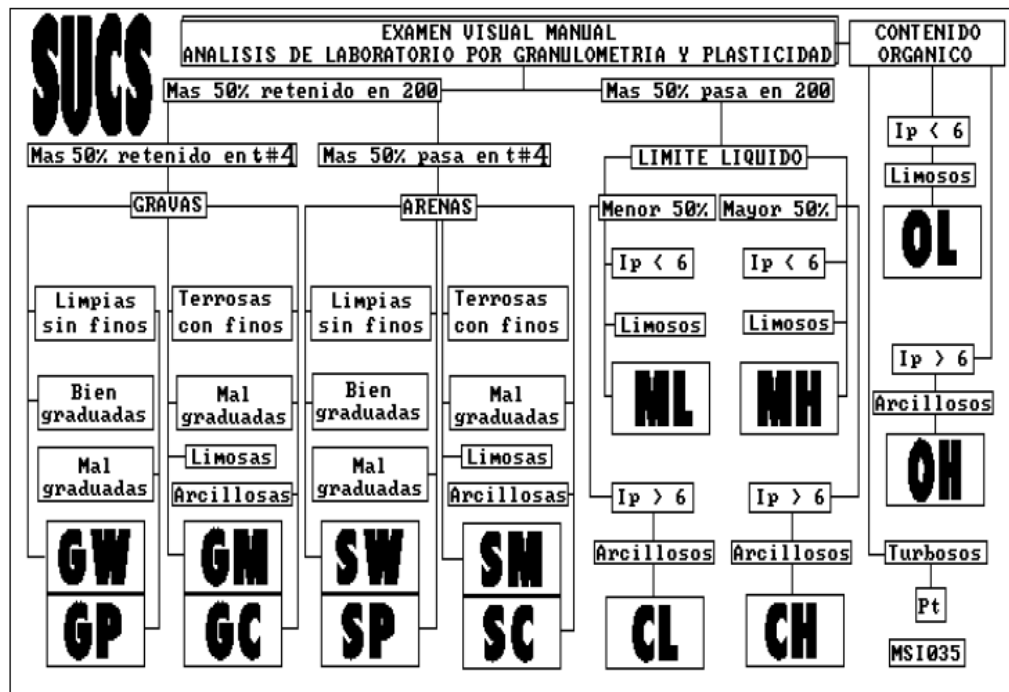 SUCS
EXAMEN VISUAL MANUAL
ANALISIS DE LABORATORIO POR GRANULOMETRIA Y PLASTICIDAD
CONTENIDO
ORGANICO
Mas 50% retenido en 200
Mas 50% pasa en 200
Mas 50% retenido en t#4
Mas 50% pasa en t#4
LIMITE LIQUIDO
GRAVAS
ARENAS
Menor 50%
Mayor 50%
Limpias
sin finos
Terrosas
con finos
Limpias
sin finos
Terrosas
con finos
Bien
graduadas
Mal
graduadas
Bien
graduadas
Mal
graduadas
Mal
graduadas
Limosas
Arcillosas
Mal
graduadas
Limosas
Arcillosas
GW
GP
GM
GC
SW
SP
SM
SC
Ip < 6
Limosos
ML
Ip < 6
Limosos
MH
Ip > 6
Arcillosos
CL
Ip > 6
Arcillosos
CH
Ip < 6
Limosos
OL
Ip > 6
Arcillosos
OH
Turbosos
Pt
MSI035